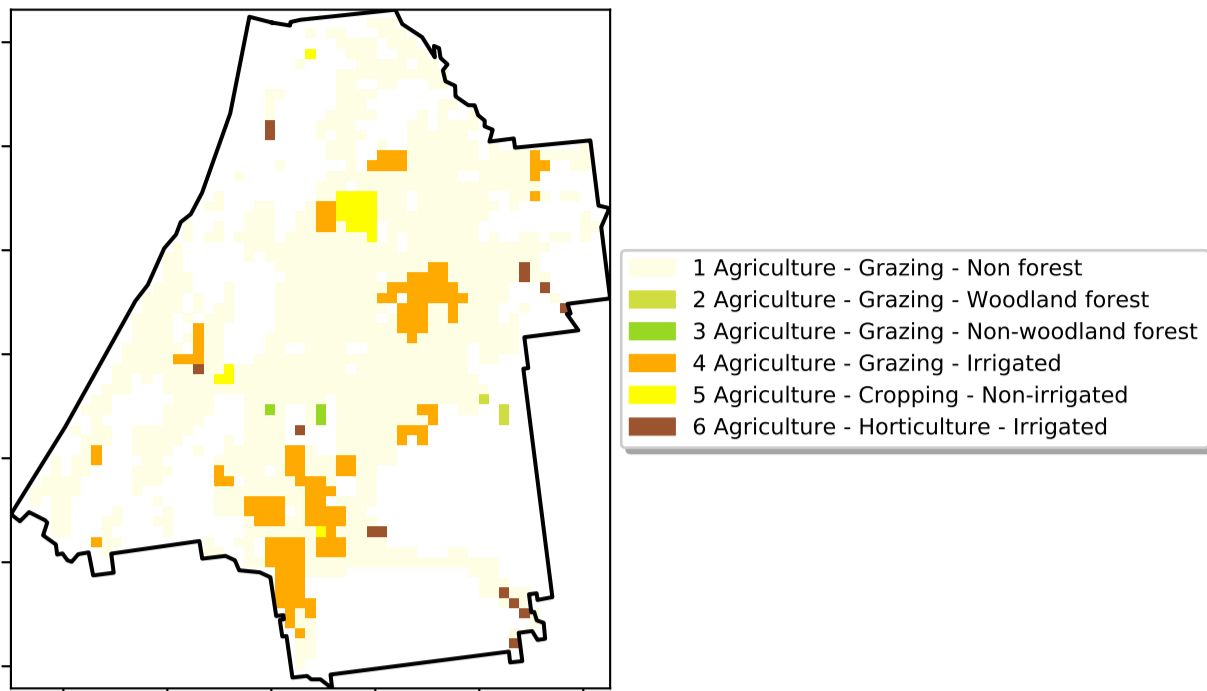 1 Agriculture - Grazing - Non forest
2 Agriculture - Grazing - Woodland forest
3 Agriculture - Grazing - Non-woodland forest
4 Agriculture - Grazing - Irrigated
5 Agriculture - Cropping - Non-irrigated
6 Agriculture - Horticulture - Irrigated